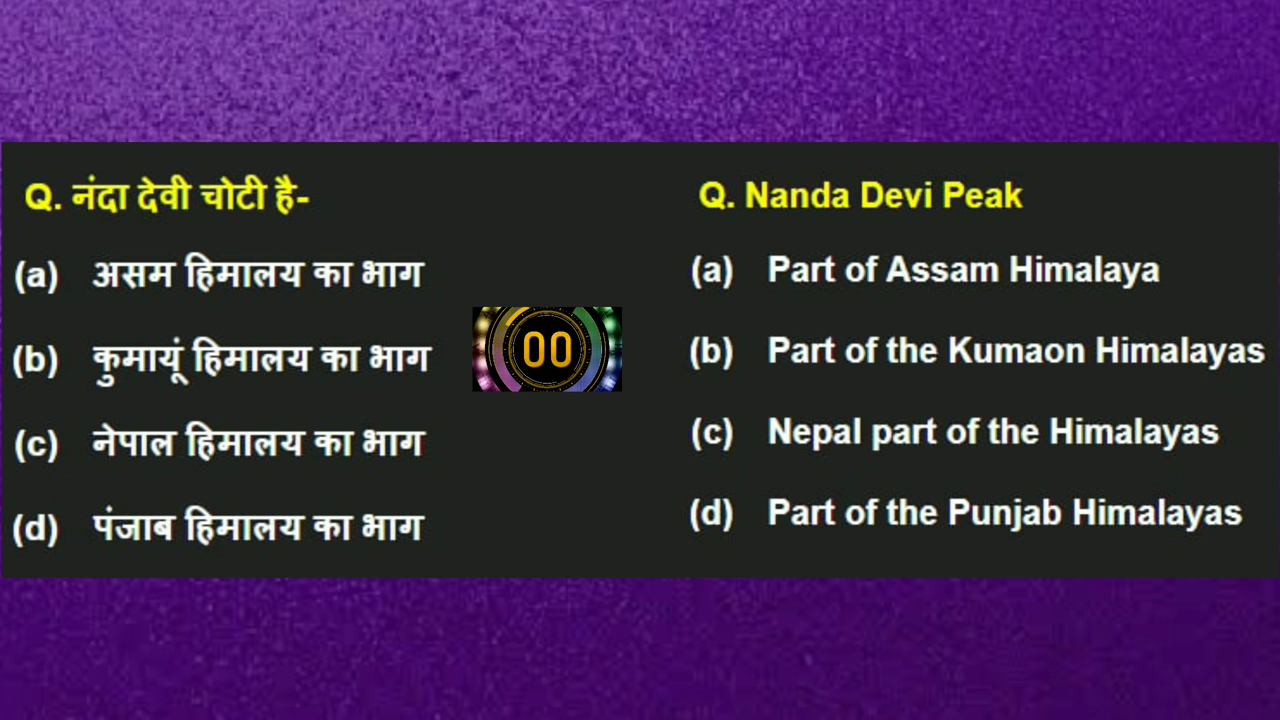 Q. नंदा देवी चोटी है-
(a) असम हिमालय का भाग
(b) कुमायूं हिमालय का भाग
(c) नेपाल हिमालय का भाग
(d) पंजाब हिमालय का भाग
00
Q. Nanda Devi Peak
(a) Part of Assam Himalaya
(b) Part of the Kumaon Himalayas
(c) Nepal part of the Himalayas
(d) Part of the Punjab Himalayas